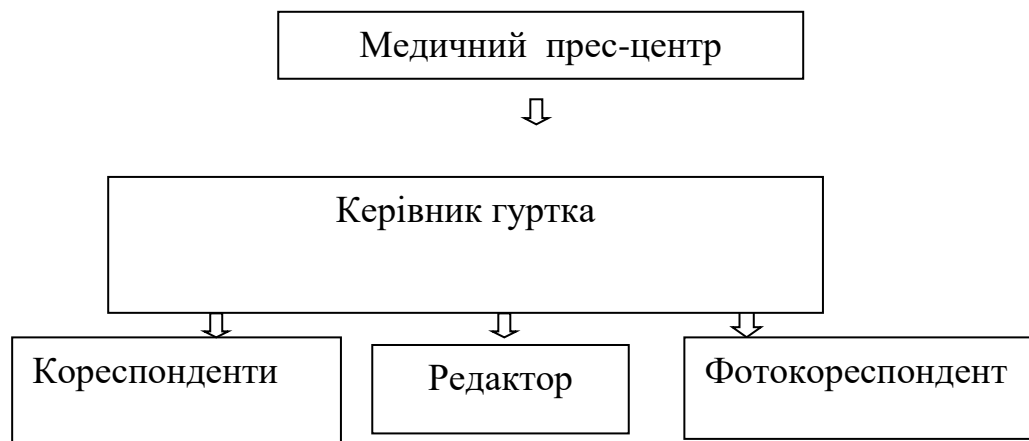 Медичний прес-центр
Керівник гуртка
Кореспонденти
Редактор
Фотокореспондент